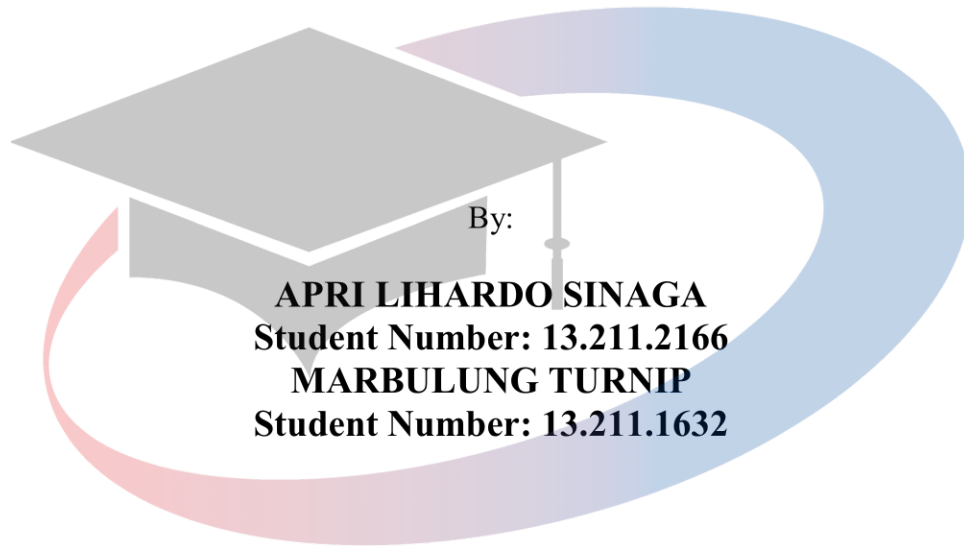 By:
APRI LIHARDO SINAGA
Student Number: 13.211.2166
MARBULUNG TURNIP
Student Number: 13.211.1632